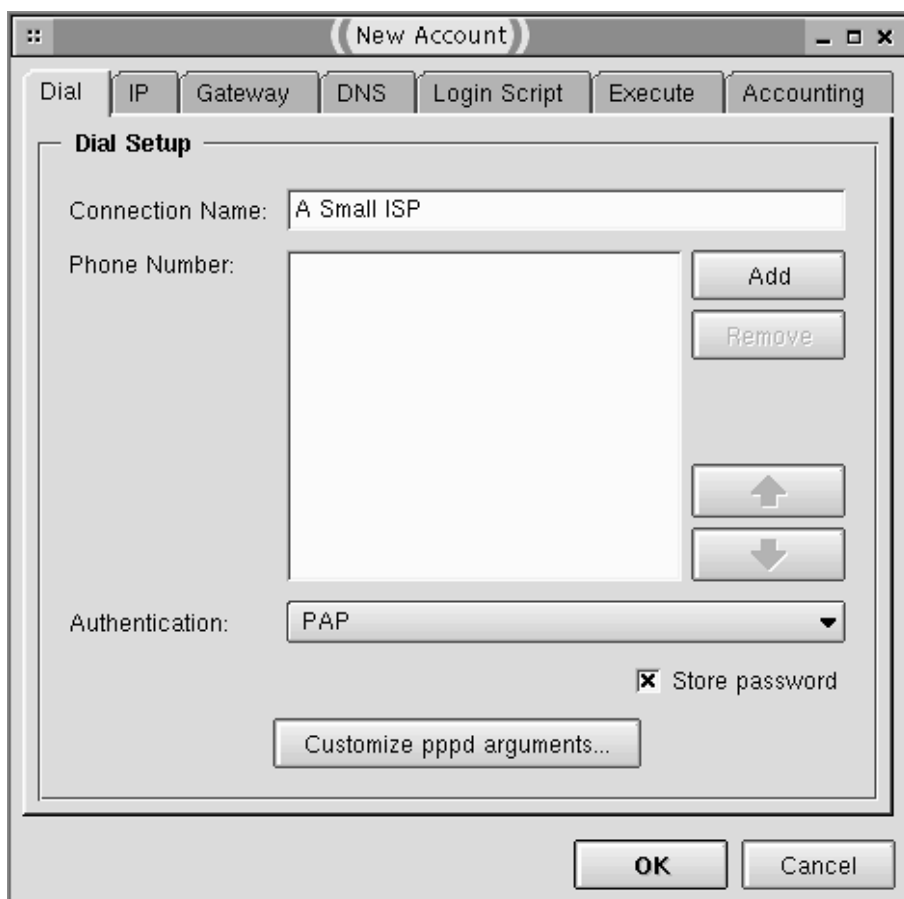 New Account
Dial IP Gateway DNS Login Script Execute Accounting
Dial Setup
Connection Name: A Small ISP
Phone Number:
Add
Remove
Authentication: PAP
Store password
Customize pppd arguments...
OK Cancel